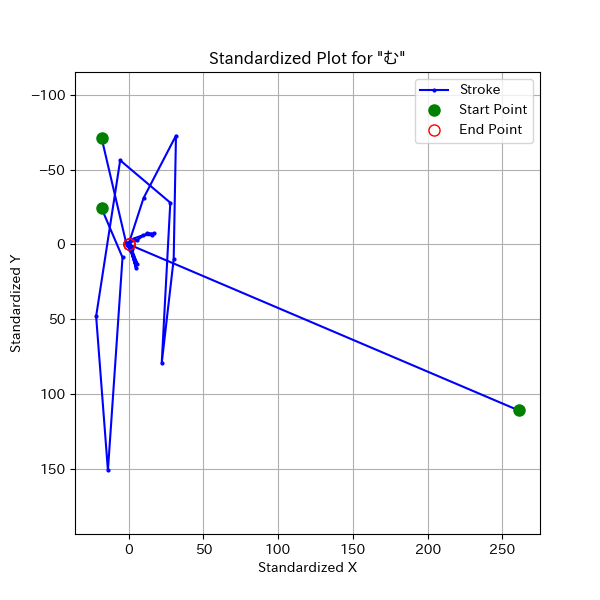 Standardized Plot for "む"
Stroke
Start Point
End Point
−100
−50
0
50
100
150
Standardized Y
0
50
100
150
200
250
Standardized X